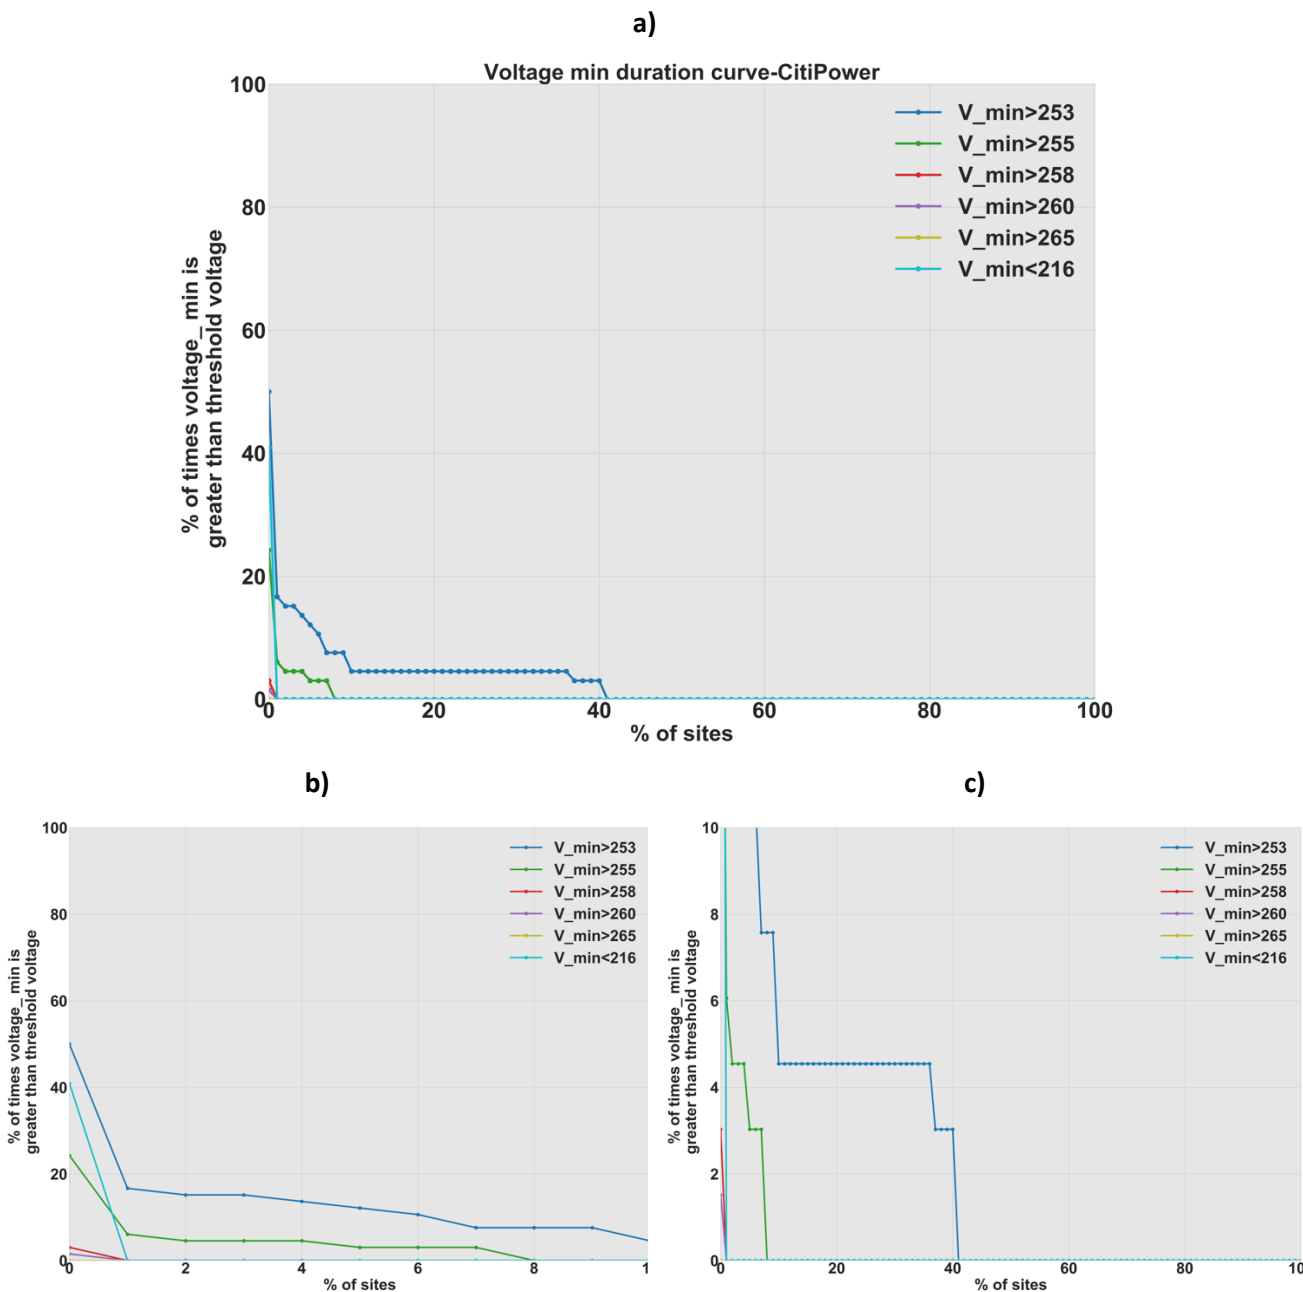 a)
Voltage min duration curve-CitiPower
100
80
60
40
20
0
% of times voltage_min is
greater than threshold voltage
V_min>253
V_min>255
V_min>258
V_min>260
V_min>265
V_min<216
0 20 40 60 80 100
% of sites
b)
100
80
60
40
20
0
% of times voltage_min is
greater than threshold voltage
V_min>253
V_min>255
V_min>258
V_min>260
V_min>265
V_min<216
0 2 4 6 8 1
% of sites
c)
10
8
6
4
2
0
% of times voltage_min is
greater than threshold voltage
V_min>253
V_min>255
V_min>258
V_min>260
V_min>265
V_min<216
0 20 40 60 80 10
% of sites